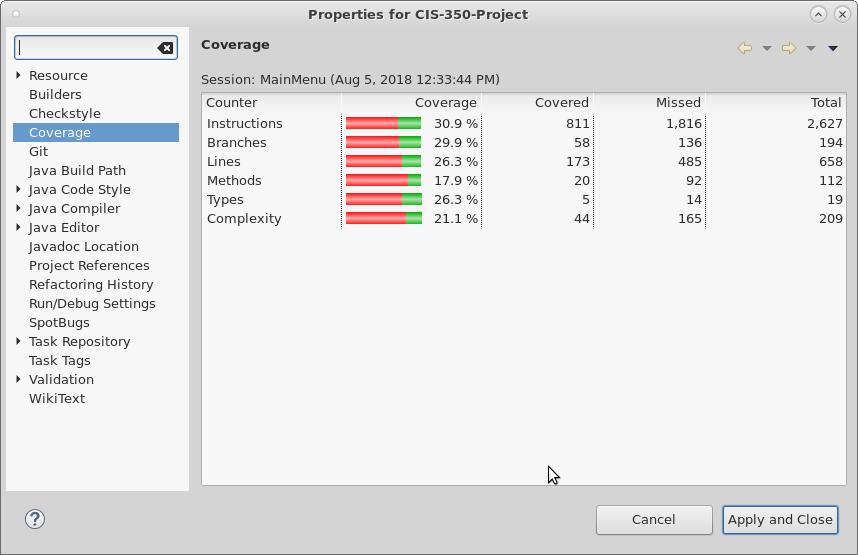 Properties for CIS-350-Project
Resource
Builders
Checkstyle
Coverage
Git
Java Build Path
Java Code Style
Java Compiler
Java Editor
Javadoc Location
Project References
Refactoring History
Run/Debug Settings
SpotBugs
Task Repository
Task Tags
Validation
WikiText
Coverage
Session: MainMenu (Aug 5, 2018 12:33:44 PM)
Counter Coverage Covered Missed Total
Instructions 30.9 % 811 1,816 2,627
Branches 29.9 % 58 136 194
Lines 26.3 % 173 485 658
Methods 17.9 % 20 92 112
Types 26.3 % 5 14 19
Complexity 21.1 % 44 165 209
? Cancel Apply and Close